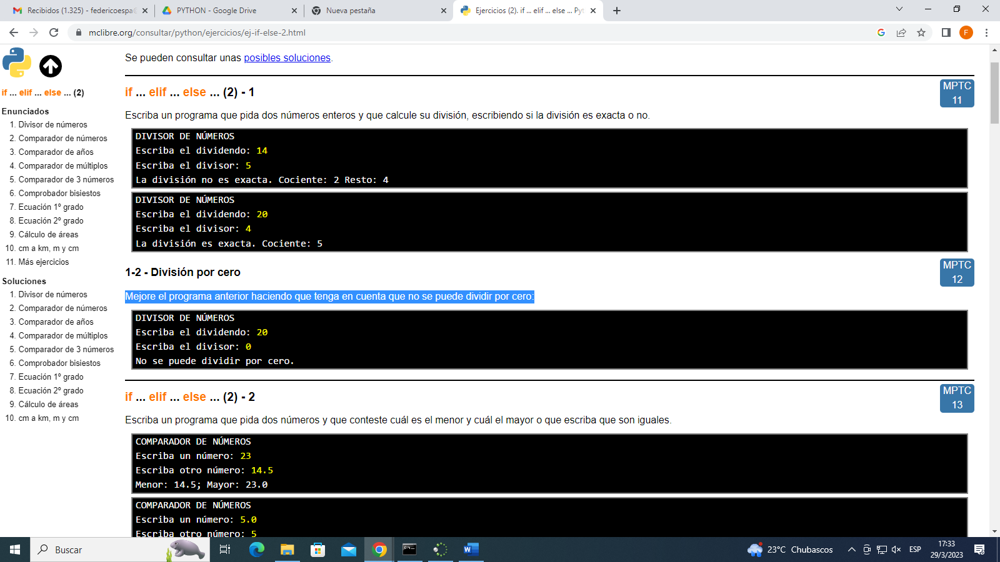 Recibidos (1.325) - federicoespa
PYTHON - Google Drive
Nueva pestaña
Ejercicios (2). if ... elif ... else ... Pyt
mclibre.org/consultar/python/ejercicios/ej-if-else-2.html
F
if ... elif ... else ... (2)
Enunciados
1. Divisor de números
2. Comparador de números
3. Comparador de años
4. Comparador de múltiplos
5. Comparador de 3 números
6. Comprobador bisiestos
7. Ecuación 1º grado
8. Ecuación 2º grado
9. Cálculo de áreas
10. cm a km, m y cm
11. Más ejercicios
Soluciones
1. Divisor de números
2. Comparador de números
3. Comparador de años
4. Comparador de múltiplos
5. Comparador de 3 números
6. Comprobador bisiestos
7. Ecuación 1º grado
8. Ecuación 2º grado
9. Cálculo de áreas
10. cm a km, m y cm
Se pueden consultar unas posibles soluciones.
if ... elif ... else ... (2) - 1
MPTC
11
Escriba un programa que pida dos números enteros y que calcule su división, escribiendo si la división es exacta o no.
DIVISOR DE NÚMEROS
Escriba el dividendo: 14
Escriba el divisor: 5
La división no es exacta. Cociente: 2 Resto: 4
DIVISOR DE NÚMEROS
Escriba el dividendo: 20
Escriba el divisor: 4
La división es exacta. Cociente: 5
1-2 - División por cero
MPTC
12
Mejore el programa anterior haciendo que tenga en cuenta que no se puede dividir por cero:
DIVISOR DE NÚMEROS
Escriba el dividendo: 20
Escriba el divisor: 0
No se puede dividir por cero.
if ... elif ... else ... (2) - 2
MPTC
13
Escriba un programa que pida dos números y que conteste cuál es el menor y cuál el mayor o que escriba que son iguales.
COMPARADOR DE NÚMEROS
Escriba un número: 23
Escriba otro número: 14.5
Menor: 14.5; Mayor: 23.0
COMPARADOR DE NÚMEROS
Escriba un número: 5.0
Escriba otro número: 5
Buscar
23°C Chubascos
ESP
17:33
29/3/2023